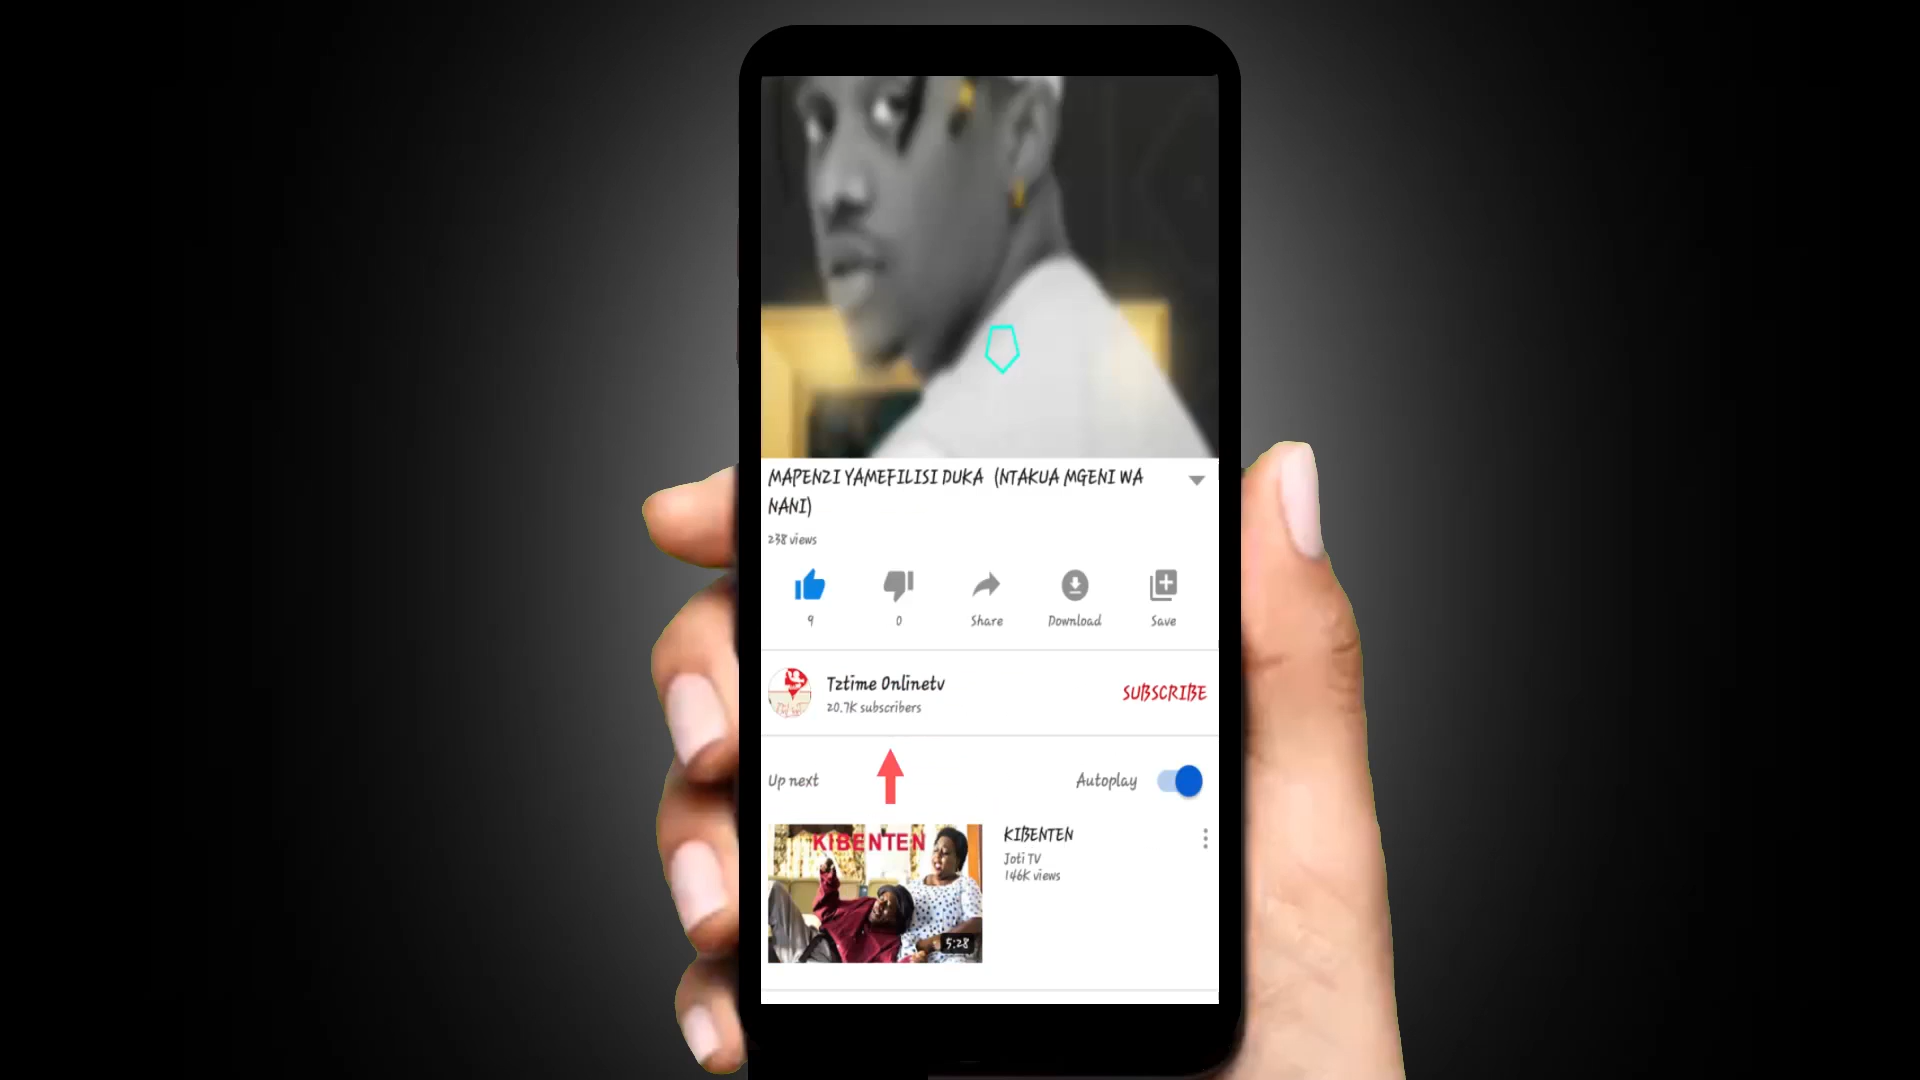 MAPENZI YAMEFILISI DUKA (NTAKUA MGENI WA
NANI)
238 views
9
0
Share
Download
Save
Tztime Onlinetv
20.7K subscribers
SUBSCRIBE
Up next
Autoplay
KIBENTEN
5:28
KIBENTEN
Joti TV
146K views